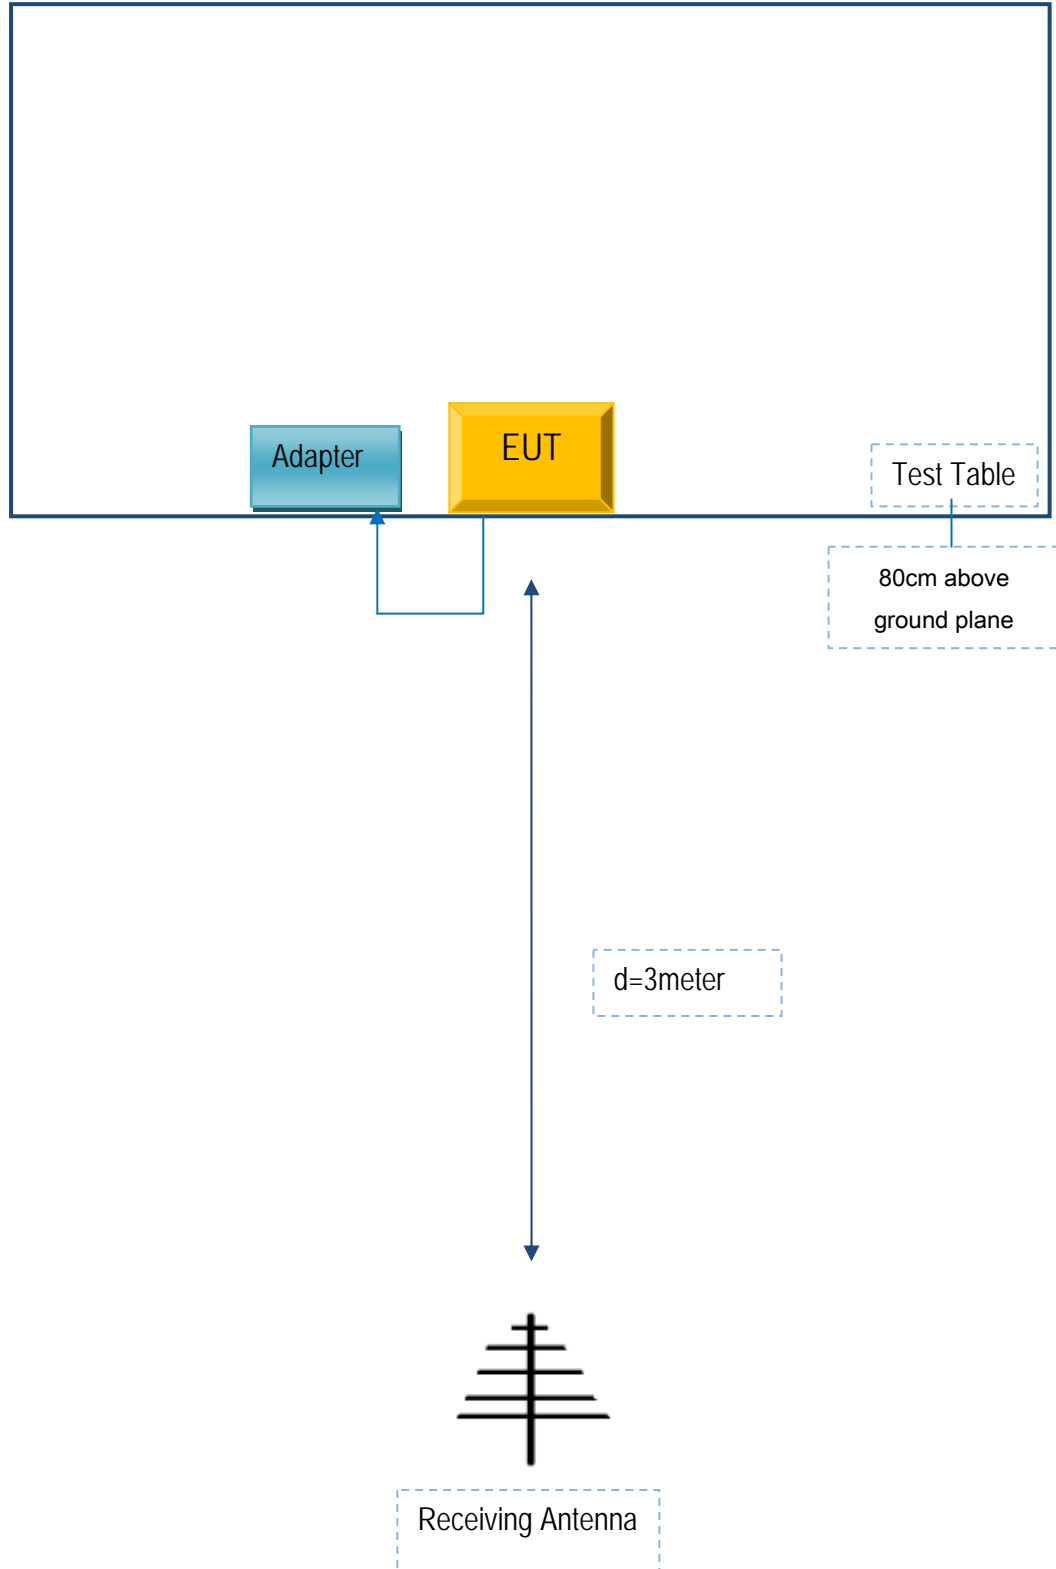 Adapter
EUT
Test Table
80cm above
ground plane
d=3meter
Receiving Antenna